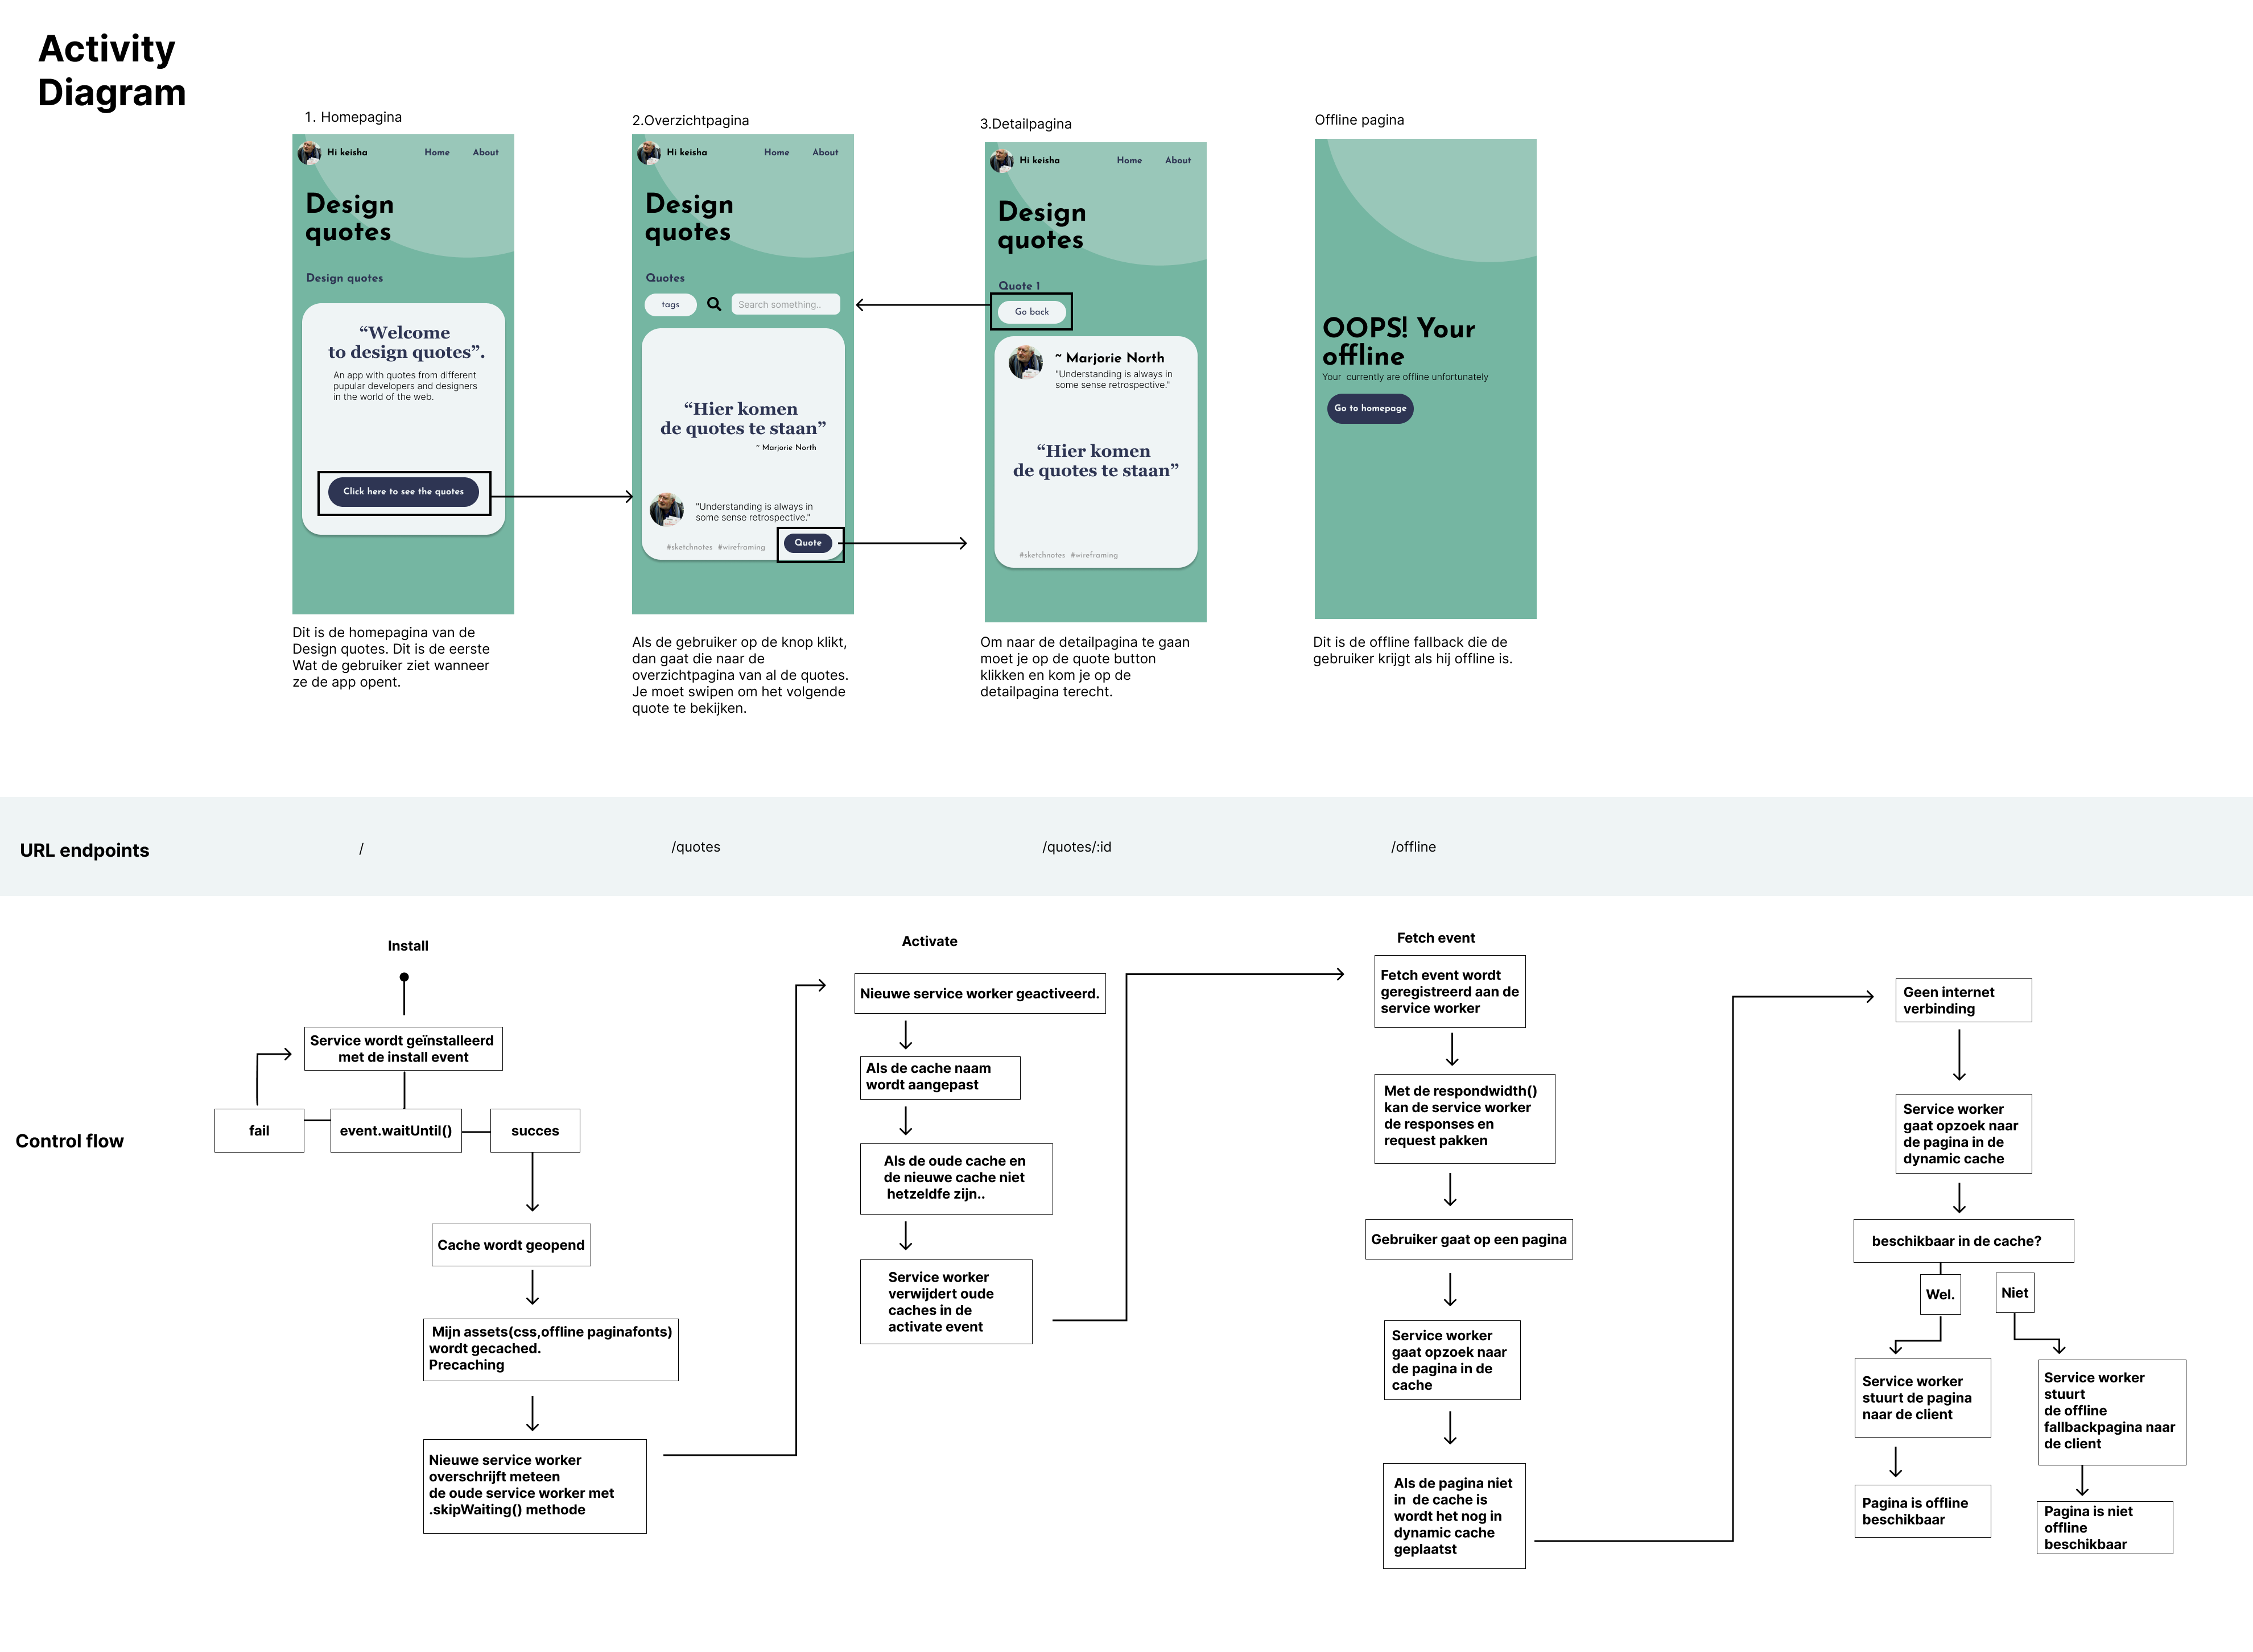 Activity
Diagram
1. Homepagina
Hi keisha
Home
About
Design
quotes
Design quotes
“Welcome
to design quotes”.
An app with quotes from different
pupular developers and designers
in the world of the web.
Click here to see the quotes
Dit is de homepagina van de
Design quotes. Dit is de eerste
Wat de gebruiker ziet wanneer
ze de app opent.
2.Overzichtpagina
Hi keisha
Home
About
Design
quotes
Quotes
tags
Search something..
“Hier komen
de quotes te staan”
~ Marjorie North
"Understanding is always in
some sense retrospective."
#sketchnotes #wireframing
Quote
Als de gebruiker op de knop klikt,
dan gaat die naar de
overzichtpagina van al de quotes.
Je moet swipen om het volgende
quote te bekijken.
3.Detailpagina
Hi keisha
Home
About
Design
quotes
Quote 1
Go back
~ Marjorie North
"Understanding is always in
some sense retrospective."
“Hier komen
de quotes te staan”
#sketchnotes #wireframing
Om naar de detailpagina te gaan
moet je op de quote button
klikken en kom je op de
detailpagina terecht.
Offline pagina
OOPS! Your
offline
Your currently are offline unfortunately
Go to homepage
Dit is de offline fallback die de
gebruiker krijgt als hij offline is.
URL endpoints
/
/quotes
/quotes/:id
/offline
Control flow
Install
Service wordt geïnstalleerd
met de install event
fail
event.waitUntil()
succes
Cache wordt geopend
Mijn assets(css,offline paginafonts)
wordt gecached.
Precaching
Nieuwe service worker
overschrijft meteen
de oude service worker met
.skipWaiting() methode
Activate
Nieuwe service worker geactiveerd.
Als de cache naam
wordt aangepast
Als de oude cache en
de nieuwe cache niet
hetzeldfe zijn..
Service worker
verwijdert oude
caches in de
activate event
Fetch event
Fetch event wordt
geregistreerd aan de
service worker
Met de respondwidth()
kan de service worker
de responses en
request pakken
Gebruiker gaat op een pagina
Service worker
gaat opzoek naar
de pagina in de
cache
Als de pagina niet
in de cache is
wordt het nog in
dynamic cache
geplaatst
Geen internet
verbinding
Service worker
gaat opzoek naar
de pagina in de
dynamic cache
beschikbaar in de cache?
Wel.
Niet
Service worker
stuurt de pagina
naar de client
Pagina is offline
beschikbaar
Service worker
stuurt
de offline
fallbackpagina naar
de client
Pagina is niet
offline
beschikbaar